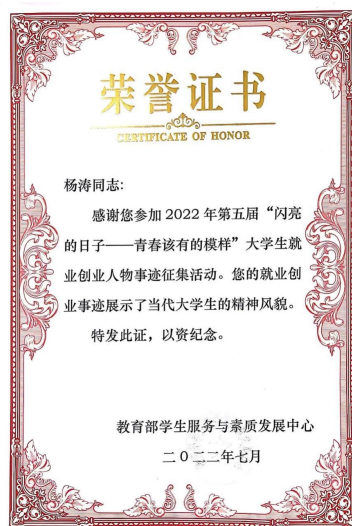 荣誉证书
CERTIFICATE OF HONOR
杨涛同志:
感谢您参加 2022 年第五届“闪亮
的日子——青春该有的模样”大学生就
业创业人物事迹征集活动。您的就业创
业事迹展示了当代大学生的精神风貌。
特发此证，以资纪念。
教育部学生服务与素质发展中心
二０二二年七月